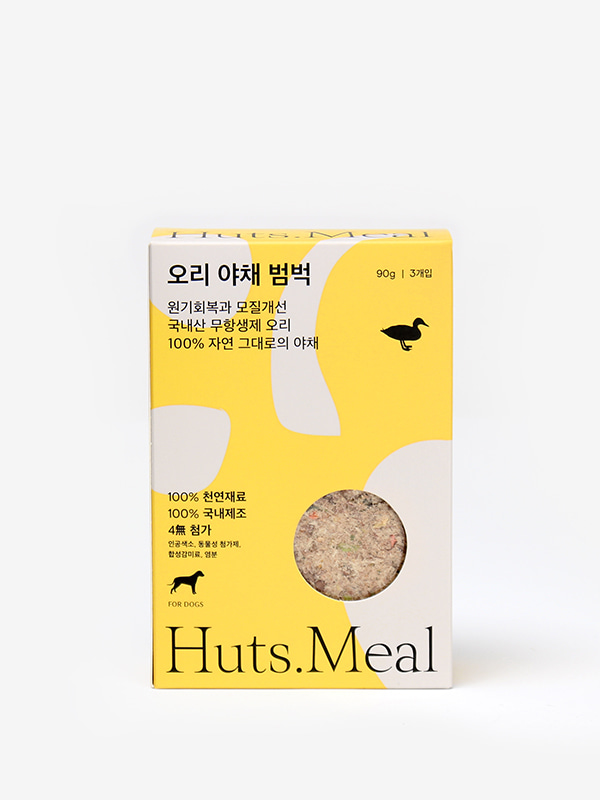 Huts.Meal
오리 야채 범벅
90g | 3개입
원기회복과 모질개선
국내산 무항생제 오리
100% 자연 그대로의 야채
100% 천연재료
100% 국내제조
4無 첨가
인공색소, 동물성 첨가제,
합성감미료, 염분
FOR DOGS
Huts.Meal